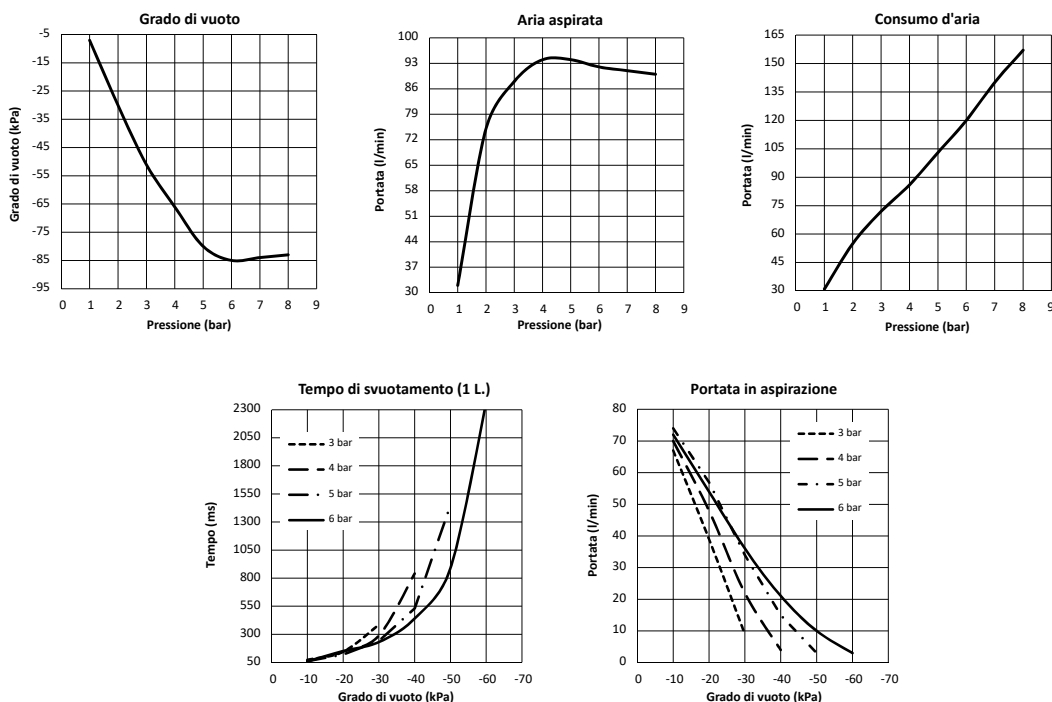 Grado di vuoto
Grado di vuoto (kPa)
-5
-15
-25
-35
-45
-55
-65
-75
-85
-95
0 1 2 3 4 5 6 7 8 9
Pressione (bar)
Aria aspirata
Portata (l/min)
100
93
86
79
72
65
58
51
44
37
30
0 1 2 3 4 5 6 7 8 9
Pressione (bar)
Consumo d'aria
Portata (l/min)
165
150
135
120
105
90
75
60
45
30
0 1 2 3 4 5 6 7 8 9
Pressione (bar)
Tempo di svuotamento (1 L.)
Tempo (ms)
2300
2050
1800
1550
1300
1050
800
550
300
50
3 bar
4 bar
5 bar
6 bar
0 -10 -20 -30 -40 -50 -60 -70
Grado di vuoto (kPa)
Portata in aspirazione
Portata (l/min)
80
70
60
50
40
30
20
10
0
3 bar
4 bar
5 bar
6 bar
0 -10 -20 -30 -40 -50 -60 -70
Grado di vuoto (kPa)